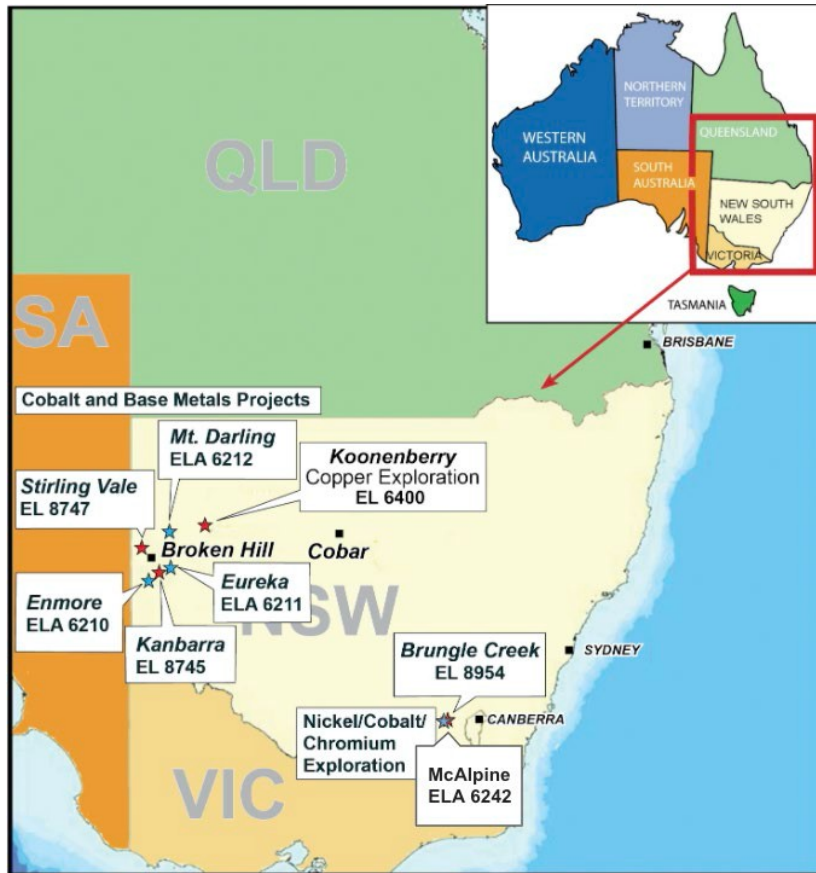 WESTERN
AUSTRALIA
NORTHERN
TERRITORY
QUEENSLAND
SOUTH
AUSTRALIA
NEW SOUTH
WALES
VICTORIA
TASMANIA
QLD
SA
BRISBANE
Cobalt and Base Metals Projects
Mt. Darling
ELA 6212
Koonenberry
Copper Exploration
EL 6400
Stirling Vale
EL 8747
Broken Hill
Cobar
Enmore
ELA 6210
Kanbarra
EL 8745
Eureka
ELA 6211
NSW
Brungle Creek
EL 8954
SYDNEY
CANBERRA
Nickel/Cobalt/
Chromium
Exploration
McAlpine
ELA 6242
VIC